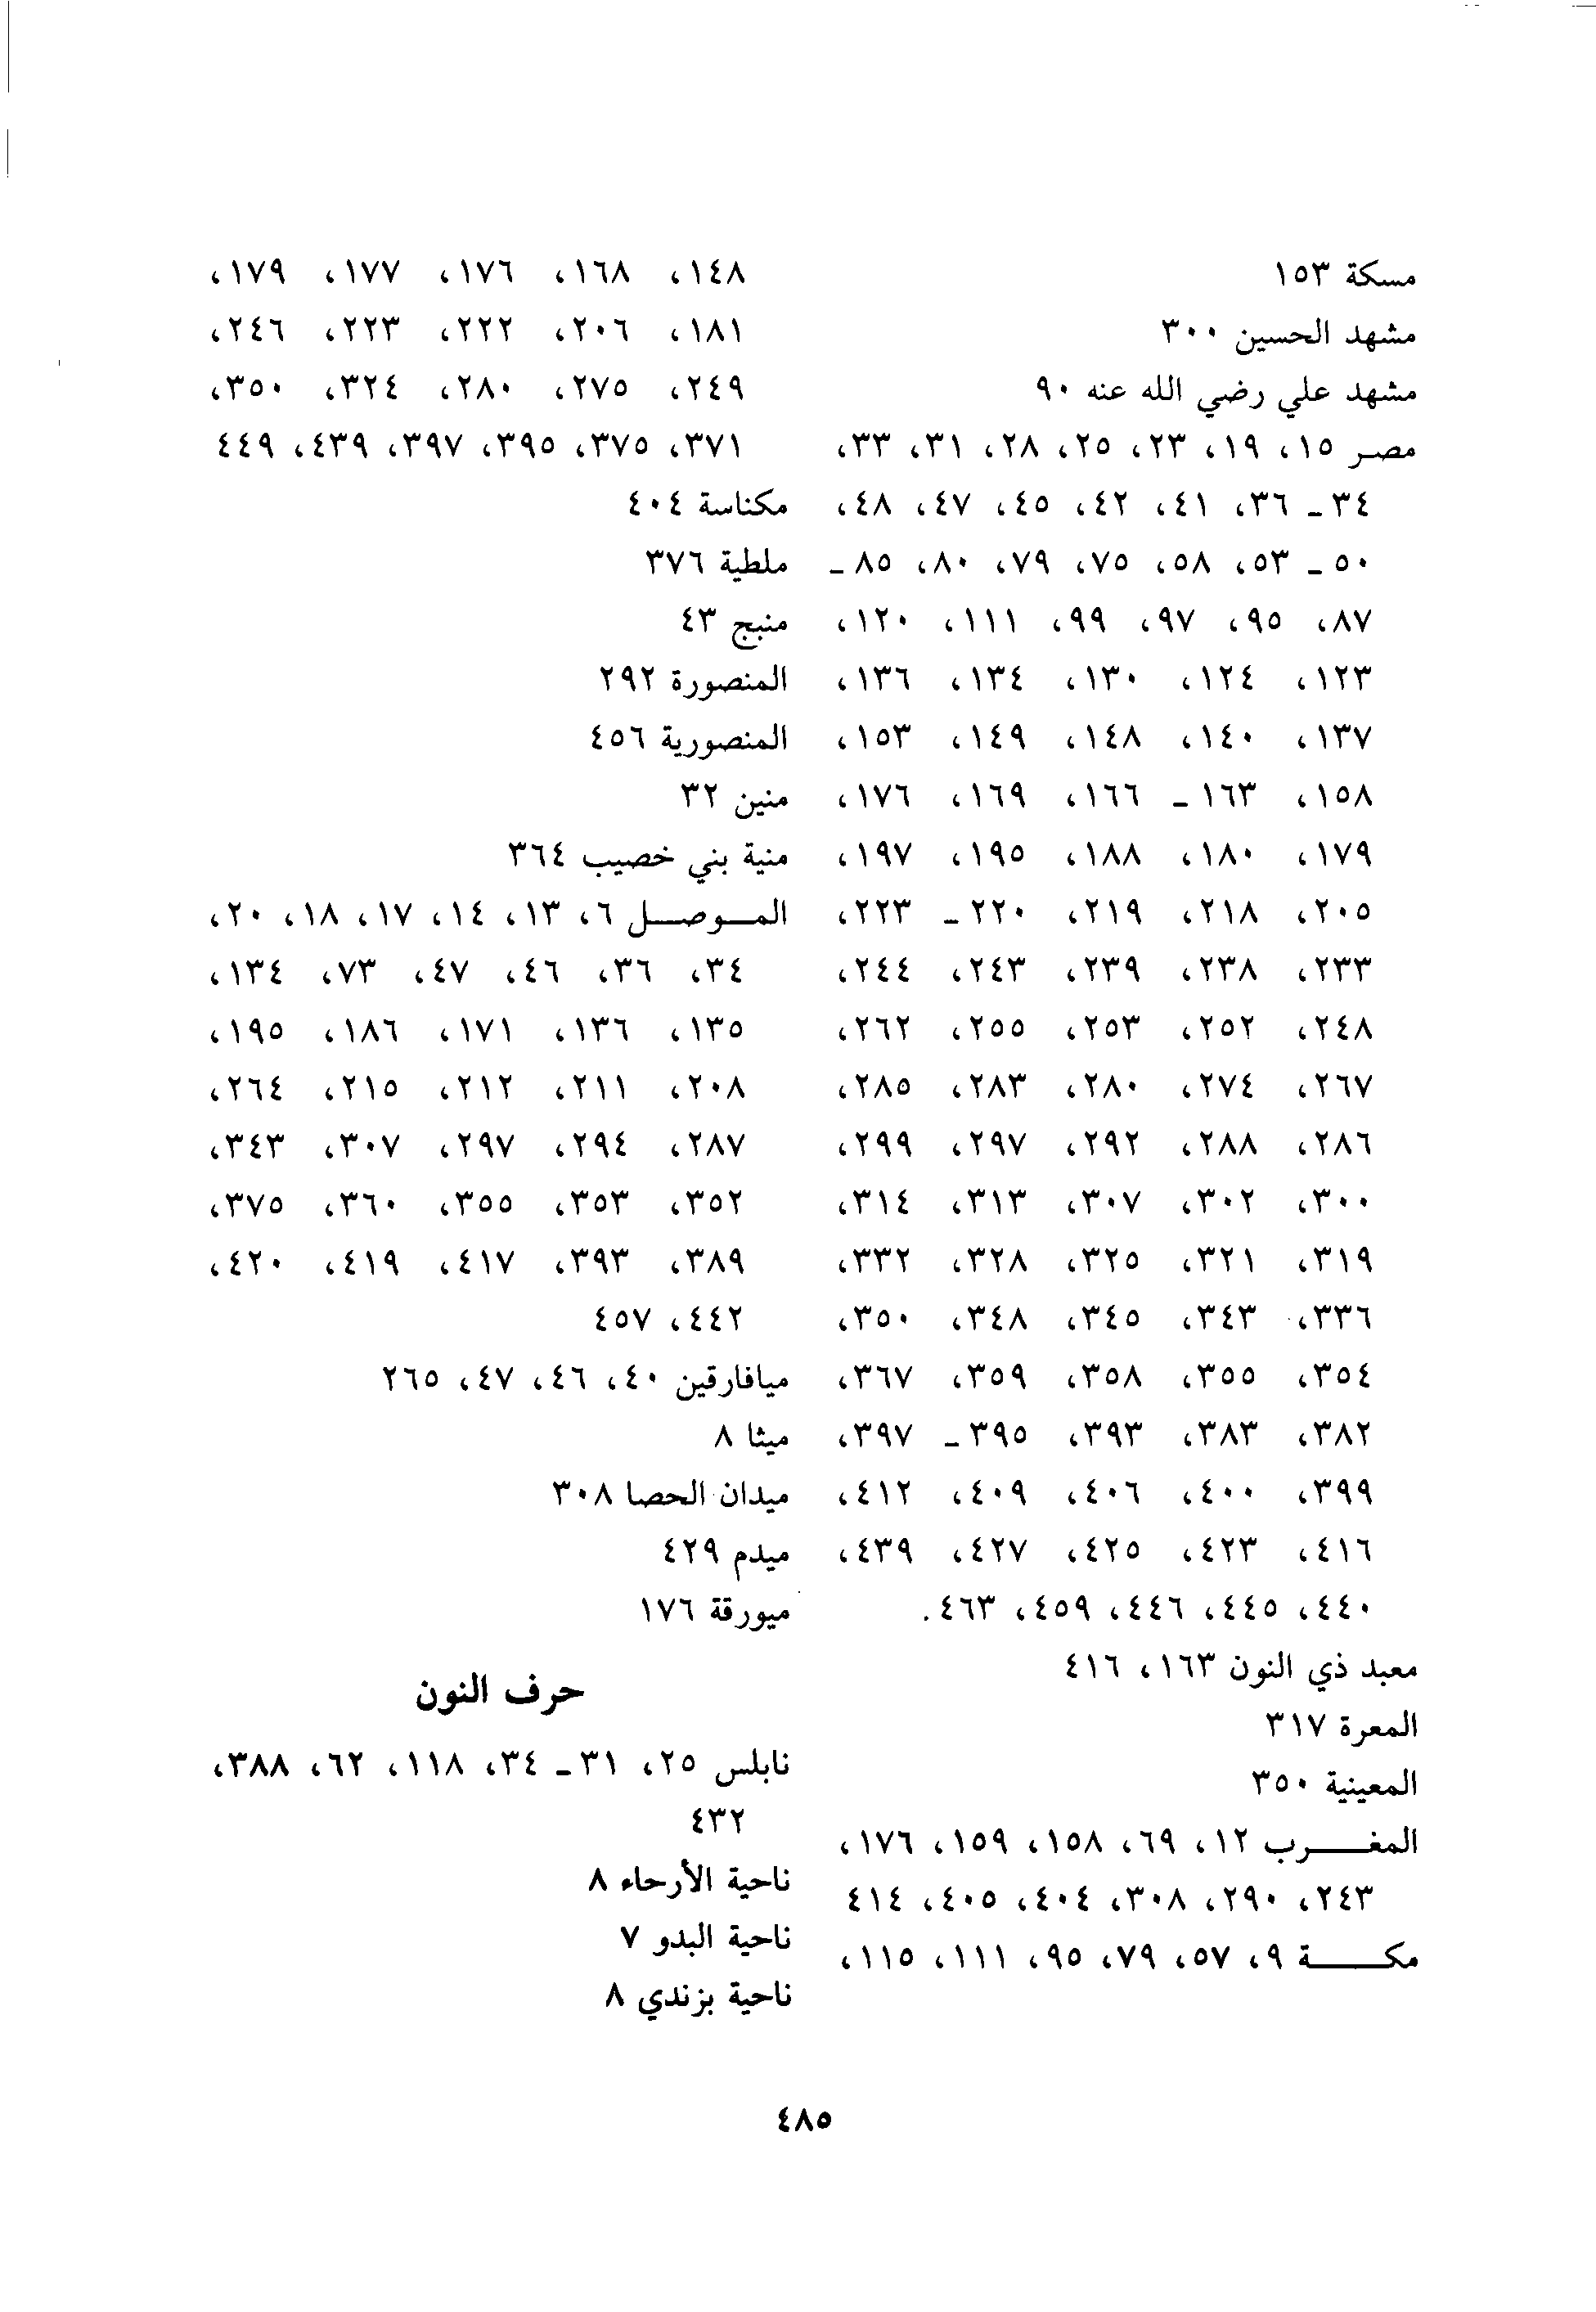 مسكة ١٥٣
مشهد الحسين ٣٠٠
مشهد علي رضي الله عنه ٩٠
مصر ١٥، ١٩، ٢٣، ٢٥، ٢٨، ٣١، ٣٣،
٣٤ ـ ٣٦، ٤١، ٤٢، ٤٥، ٤٧، ٤٨،
٥٠ ـ ٥٣، ٥٨، ٧٥، ٧٩، ٨٠، ٨٥ ـ
٨٧، ٩٥، ٩٧، ٩٩، ١١١، ١٢٠،
١٢٣، ١٢٤، ١٣٠، ١٣٤، ١٣٦،
١٣٧، ١٤٠، ١٤٨، ١٤٩، ١٥٣،
١٥٨، ١٦٣ ـ ١٦٦، ١٦٩، ١٧٦،
١٧٩، ١٨٠، ١٨٨، ١٩٥، ١٩٧،
٢٠٥، ٢١٨، ٢١٩، ٢٢٠ ـ ٢٢٣،
٢٣٣، ٢٣٨، ٢٣٩، ٢٤٣، ٢٤٤،
٢٤٨، ٢٥٢، ٢٥٣، ٢٥٥، ٢٦٢،
٢٦٧، ٢٧٤، ٢٨٠، ٢٨٣، ٢٨٥،
٢٨٦، ٢٨٨، ٢٩٢، ٢٩٧، ٢٩٩،
٣٠٠، ٣٠٢، ٣٠٧، ٣١٣، ٣١٤،
٣١٩، ٣٢١، ٣٢٥، ٣٢٨، ٣٣٢،
٣٣٦، ٣٤٣، ٣٤٥، ٣٤٨، ٣٥٠،
٣٥٤، ٣٥٥، ٣٥٨، ٣٥٩، ٣٦٧،
٣٨٢، ٣٨٣، ٣٩٣، ٣٩٥ ـ ٣٩٧،
٣٩٩، ٤٠٠، ٤٠٦، ٤٠٩، ٤١٢،
٤١٦، ٤٢٣، ٤٢٥، ٤٢٧، ٤٣٩،
٤٤٠، ٤٤٥، ٤٤٦، ٤٥٩، ٤٦٣.
معبد ذي النون ١٦٣، ٤١٦
المعرة ٣١٧
المعينية ٣٥٠
المغـــرب ١٢، ٦٩، ١٥٨، ١٥٩، ١٧٦،
٢٤٣، ٢٩٠، ٣٠٨، ٤٠٤، ٤٠٥، ٤١٤
مكـــة ٩، ٥٧، ٧٩، ٩٥، ١١١، ١١٥،
١٤٨، ١٦٨، ١٧٦، ١٧٧، ١٧٩،
١٨١، ٢٠٦، ٢٢٢، ٢٢٣، ٢٤٦،
٢٤٩، ٢٧٥، ٢٨٠، ٣٢٤، ٣٥٠،
٣٧١، ٣٧٥، ٣٩٥، ٣٩٧، ٤٣٩، ٤٤٩
مكناسة ٤٠٤
ملطية ٣٧٦
منبج ٤٣
المنصورة ٢٩٢
المنصورية ٤٥٦
منين ٣٢
منية بني خصيب ٣٦٤
المـوصـل ٦، ١٣، ١٤، ١٧، ١٨، ٢٠،
٣٤، ٣٦، ٤٦، ٤٧، ٧٣، ١٣٤،
١٣٥، ١٣٦، ١٧١، ١٨٦، ١٩٥،
٢٠٨، ٢١١، ٢١٢، ٢١٥، ٢٦٤،
٢٨٧، ٢٩٤، ٢٩٧، ٣٠٧، ٣٤٣،
٣٥٢، ٣٥٣، ٣٥٥، ٣٦٠، ٣٧٥،
٣٨٩، ٣٩٣، ٤١٧، ٤١٩، ٤٢٠،
٤٤٢، ٤٥٧
ميافارقين ٤٠، ٤٦، ٤٧، ٢٦٥
ميثا ٨
ميدان الحصا ٣٠٨
ميدم ٤٢٩
ميورقة ١٧٦
حرف النون
نابلس ٢٥، ٣١ ـ ٣٤، ١١٨، ٦٢، ٣٨٨،
٤٣٢
ناحية الأرحاء ٨
ناحية البدو ٧
ناحية بزندي ٨
٤٨٥